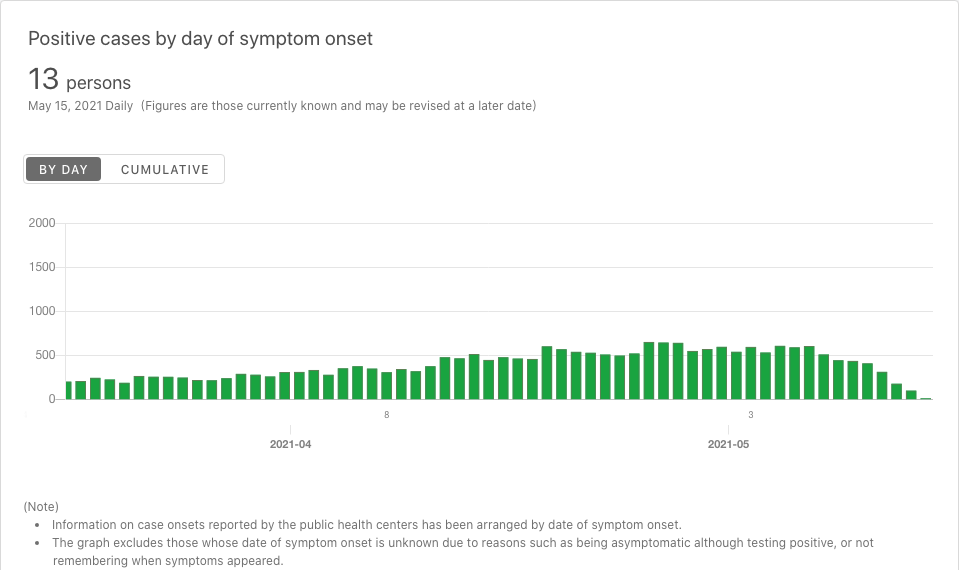 Positive cases by day of symptom onset
13 persons
May 15, 2021 Daily (Figures are those currently known and may be revised at a later date)
BY DAY CUMULATIVE
2000
1500
1000
500
0
8 3
2021-04 2021-05
(Note)
• Information on case onsets reported by the public health centers has been arranged by date of symptom onset.
• The graph excludes those whose date of symptom onset is unknown due to reasons such as being asymptomatic although testing positive, or not
remembering when symptoms appeared.